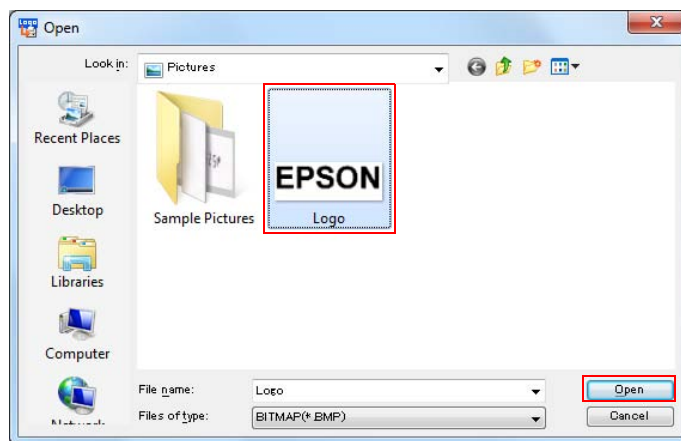 Open
Look in:
Pictures
Recent Places
Desktop
Libraries
Computer
Sample Pictures
EPSON
Logo
File name:
Logo
Open
Files of type:
BITMAP(*.BMP)
Cancel